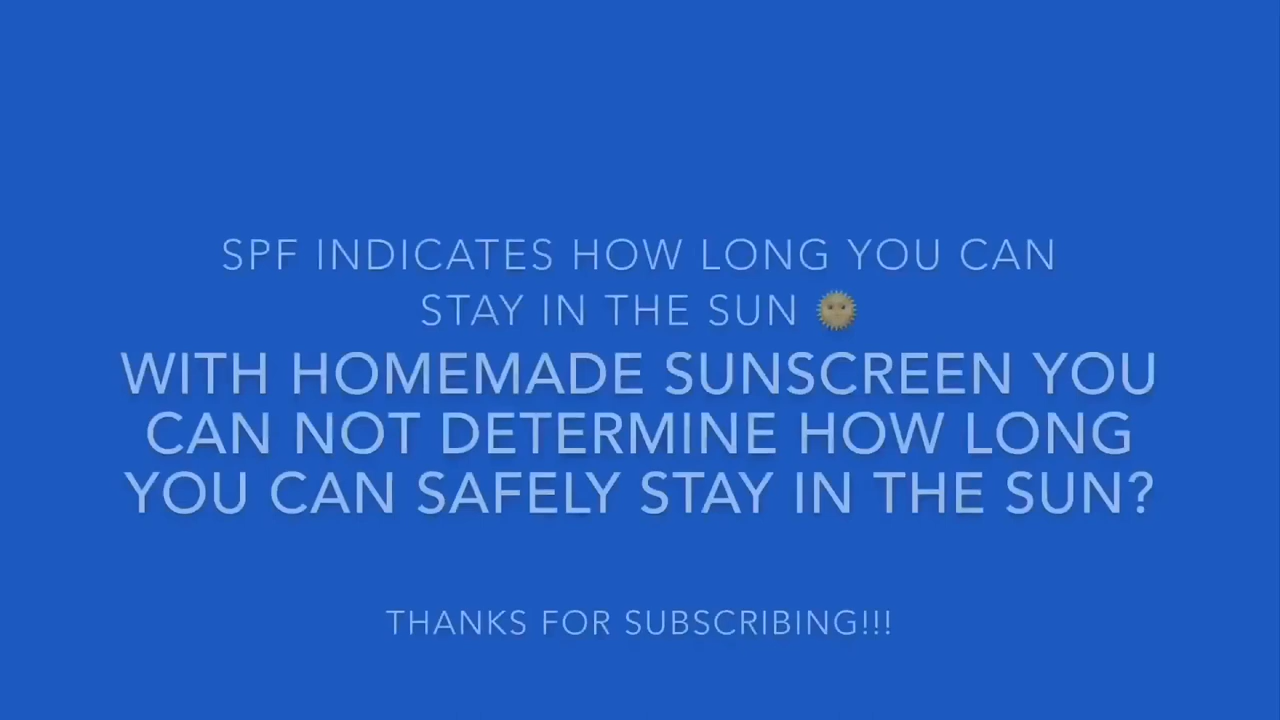 SPF INDICATES HOW LONG YOU CAN
STAY IN THE SUN 🌞
WITH HOMEMADE SUNSCREEN YOU
CAN NOT DETERMINE HOW LONG
YOU CAN SAFELY STAY IN THE SUN?
THANKS FOR SUBSCRIBING!!!